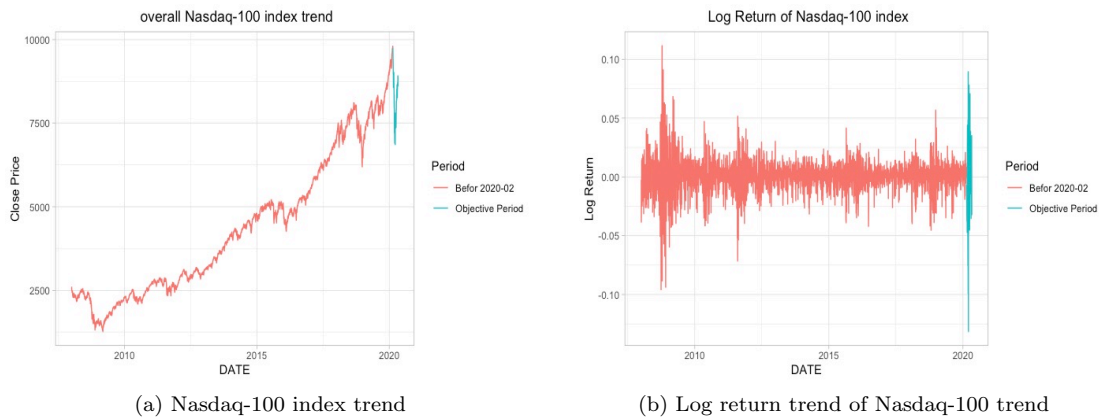 overall Nasdaq-100 index trend
10000
7500
5000
2500
Close Price
2010
2015
2020
DATE
Period
Befor 2020-02
Objective Period
(a) Nasdaq-100 index trend
Log Return of Nasdaq-100 index
0.10
0.05
0.00
-0.05
-0.10
Log Return
2010
2015
2020
DATE
Period
Befor 2020-02
Objective Period
(b) Log return trend of Nasdaq-100 trend